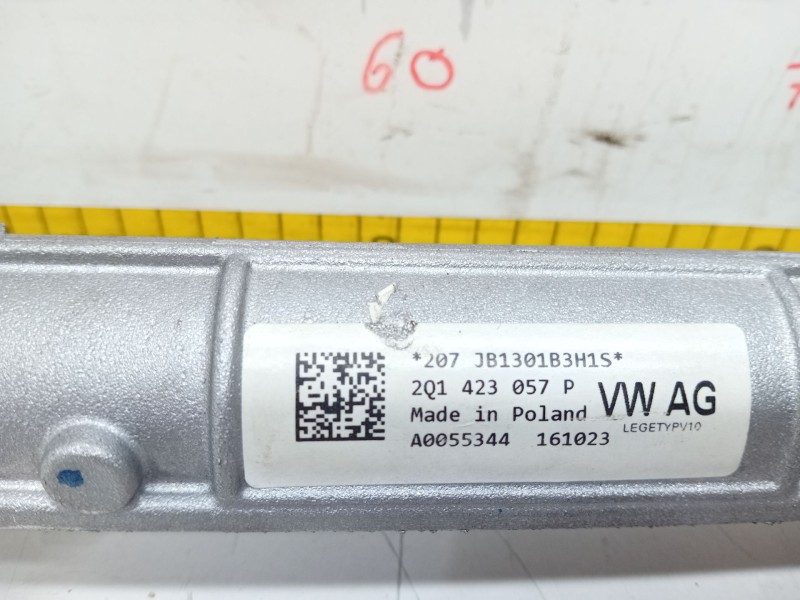 60
*207 JB1301B3H1S*
2Q1 423 057 P
VW AG
Made in Poland
LEGETYPV10
A0055344 161023